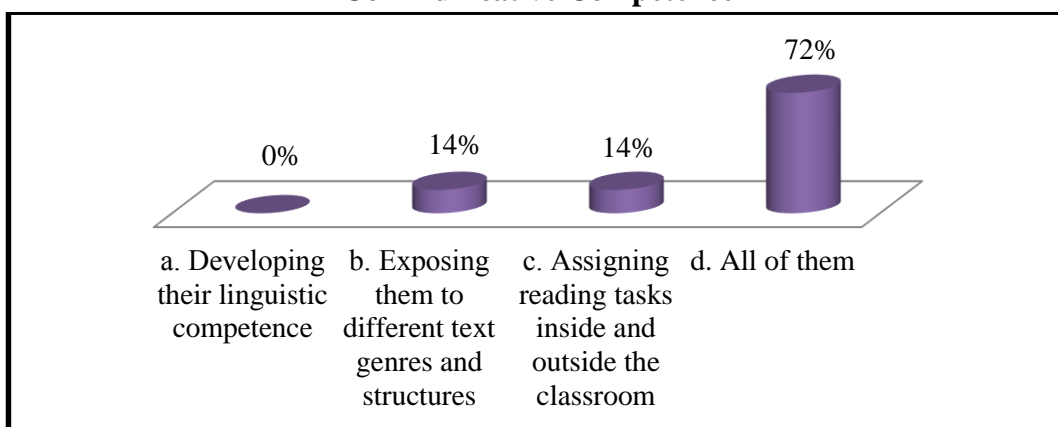 72%
14%
14%
0%
a. Developing their linguistic competence
b. Exposing them to different text genres and structures
c. Assigning reading tasks inside and outside the classroom
d. All of them